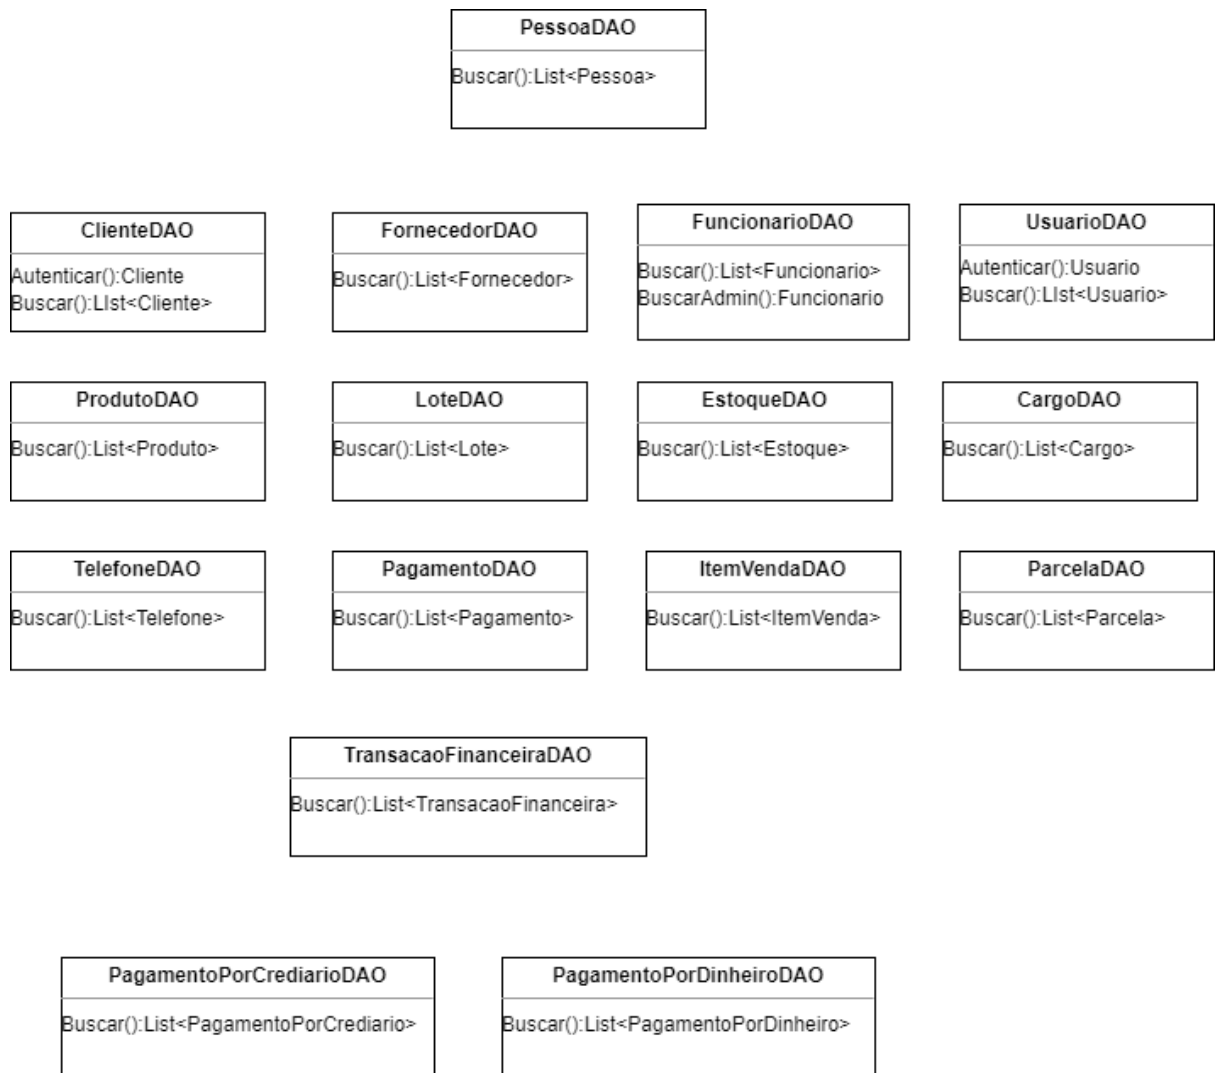 PessoaDAO
Buscar():List<Pessoa>
ClienteDAO
Autenticar():Cliente
Buscar():LIst<Cliente>
FornecedorDAO
Buscar():List<Fornecedor>
FuncionarioDAO
Buscar():List<Funcionario>
BuscarAdmin():Funcionario
UsuarioDAO
Autenticar():Usuario
Buscar():LIst<Usuario>
ProdutoDAO
Buscar():List<Produto>
LoteDAO
Buscar():List<Lote>
EstoqueDAO
Buscar():List<Estoque>
CargoDAO
Buscar():List<Cargo>
TelefoneDAO
Buscar():List<Telefone>
PagamentoDAO
Buscar():List<Pagamento>
ItemVendaDAO
Buscar():List<ItemVenda>
ParcelaDAO
Buscar():List<Parcela>
TransacaoFinanceiraDAO
Buscar():List<TransacaoFinanceira>
PagamentoPorCrediarioDAO
Buscar():List<PagamentoPorCrediario>
PagamentoPorDinheiroDAO
Buscar():List<PagamentoPorDinheiro>